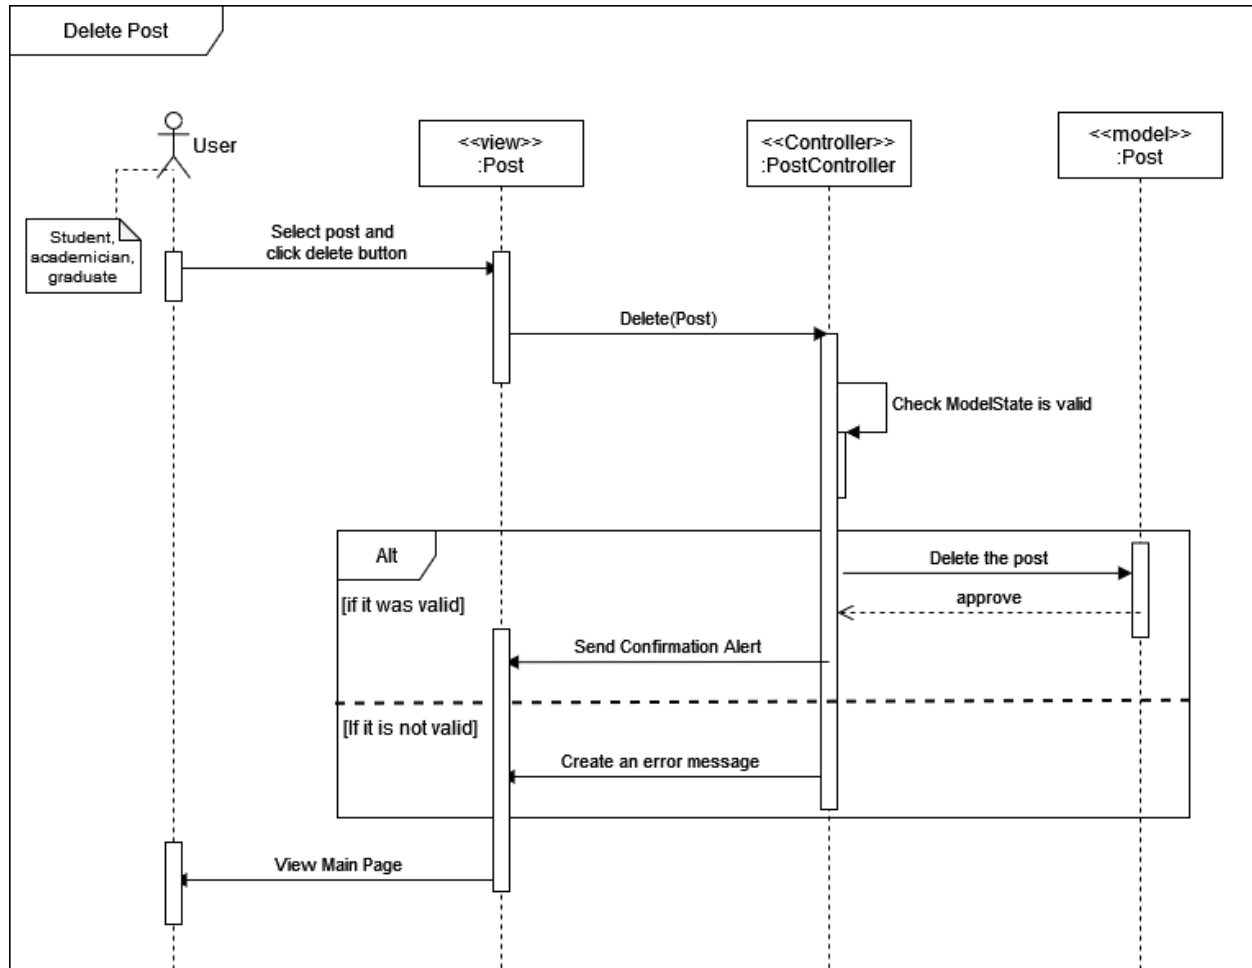 Delete Post
User
<<view>>
:Post
<<Controller>>
:PostController
<<model>>
:Post
Student,
academician,
graduate
Select post and
click delete button
Delete(Post)
Check ModelState is valid
Alt
Delete the post
approve
[if it was valid]
Send Confirmation Alert
[If it is not valid]
Create an error message
View Main Page